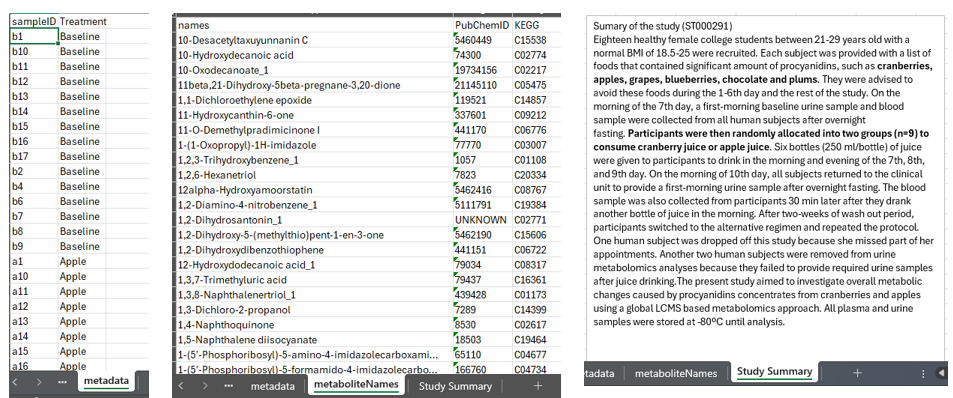 sampleID Treatment
b1 Baseline
b10 Baseline
b11 Baseline
b12 Baseline
b13 Baseline
b14 Baseline
b15 Baseline
b16 Baseline
b17 Baseline
b2 Baseline
b4 Baseline
b6 Baseline
b7 Baseline
b8 Baseline
b9 Baseline
a1 Apple
a10 Apple
a11 Apple
a12 Apple
a13 Apple
a14 Apple
a15 Apple
a16 Apple
metadata
names PubChemID KEGG
10-Desacetyltaxuyunnanin C 5460449 C15538
10-Hydroxydecanoic acid 74300 C02774
10-Oxodecanoate_1 19734156 C02217
11beta,21-Dihydroxy-5beta-pregnane-3,20-dione 21145110 C05475
1,1-Dichloroethylene epoxide 119521 C14857
11-Hydroxycanthin-6-one 337601 C09212
11-O-Demethylpradimicinone I 441170 C06776
1-(1-Oxopropyl)-1H-imidazole 77770 C03007
1,2,3-Trihydroxybenzene_1 1057 C01108
1,2,6-Hexanetriol 7823 C20334
12alpha-Hydroxyamoorstatin 5462416 C08767
1,2-Diamino-4-nitrobenzene_1 5111791 C19384
1,2-Dihydrosantonin_1 UNKNOWN C02771
1,2-Dihydroxy-5-(methylthio)pent-1-en-3-one 5462190 C15606
1,2-Dihydroxydibenzothiophene 441151 C06722
12-Hydroxydodecanoic acid_1 79034 C08317
1,3,7-Trimethyluric acid 79437 C16361
1,3,8-Naphthalenertriol_1 439428 C01173
1,3-Dichloro-2-propanol 7289 C14399
1,4-Naphthoquinone 8530 C02617
1,5-Naphthalene diisocyanate 18503 C19464
1-(5'-Phosphoribosyl)-5-amino-4-imidazolecarboxami... 65110 C04677
1-(5'-Phosphoribosyl)-5-formamido-4-imidazolecarbo... 166760 C04734
metadata metaboliteNames Study Summary
Sumary of the study (ST000291)
Eighteen healthy female college students between 21-29 years old with a
normal BMI of 18.5-25 were recruited. Each subject was provided with a list of
foods that contained significant amount of procyanidins, such as cranberries,
apples, grapes, blueberries, chocolate and plums. They were advised to
avoid these foods during the 1-6th day and the rest of the study. On the
morning of the 7th day, a first-morning baseline urine sample and blood
sample were collected from all human subjects after overnight
fasting. Participants were then randomly allocated into two groups (n=9) to
consume cranberry juice or apple juice. Six bottles (250 ml/bottle) of juice
were given to participants to drink in the morning and evening of the 7th, 8th,
and 9th day. On the morning of 10th day, all subjects returned to the clinical
unit to provide a first-morning urine sample after overnight fasting. The blood
sample was also collected from participants 30 min later after they drank
another bottle of juice in the morning. After two-weeks of wash out period,
participants switched to the alternative regimen and repeated the protocol.
One human subject was dropped off this study because she missed part of her
appointments. Another two human subjects were removed from urine
metabolomics analyses because they failed to provide required urine samples
after juice drinking.The present study aimed to investigate overall metabolic
changes caused by procyanidins concentrates from cranberries and apples
using a global LCMS based metabolomics approach. All plasma and urine
samples were stored at -80ºC until analysis.
etadata metaboliteNames Study Summary